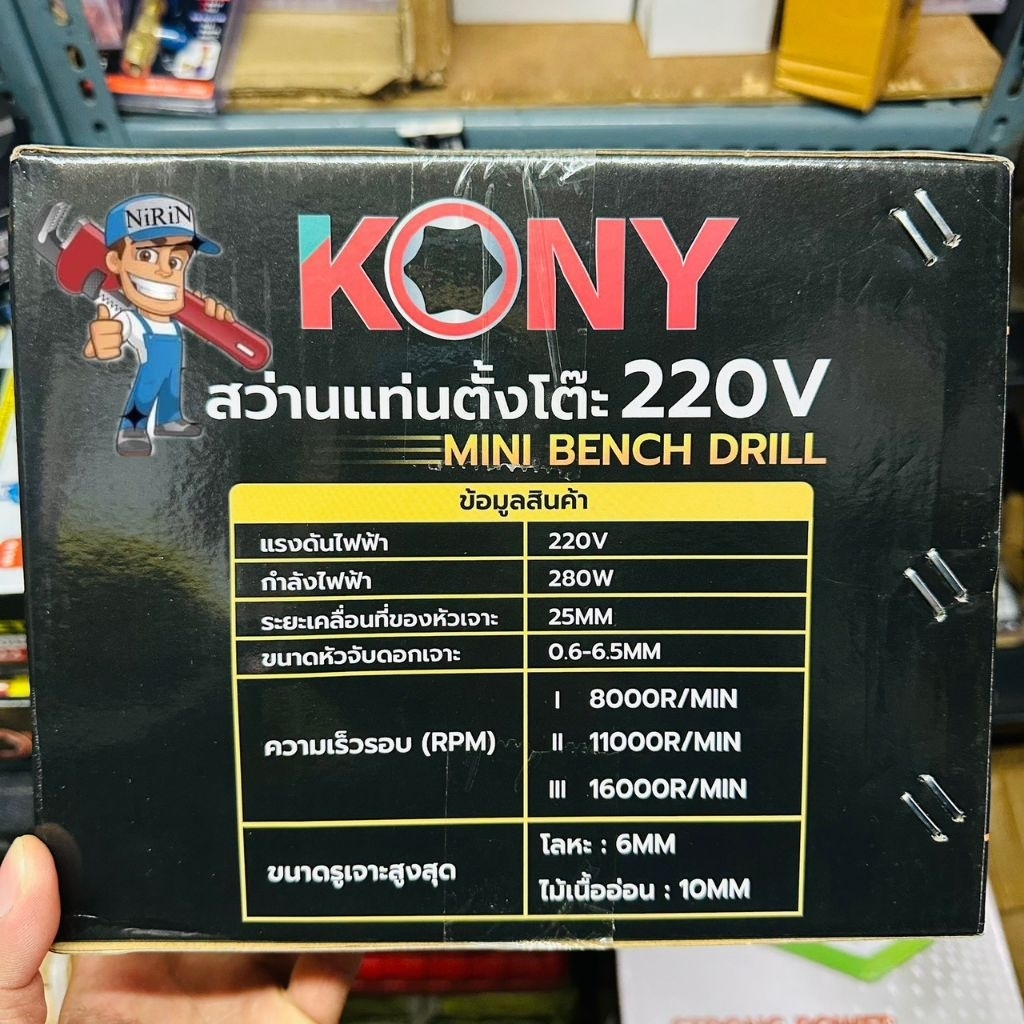 NiRiN
KONY
สว่านแท่นตั้งโต๊ะ 220V
MINI BENCH DRILL
ข้อมูลสินค้า
แรงดันไฟฟ้า 220V
กำลังไฟฟ้า 280W
ระยะเคลื่อนที่ของหัวเจาะ 25MM
ขนาดหัวจับดอกเจาะ 0.6-6.5MM
ความเร็วรอบ (RPM)
I 8000R/MIN
II 11000R/MIN
III 16000R/MIN
ขนาดรูเจาะสูงสุด
โลหะ : 6MM
ไม้เนื้ออ่อน : 10MM
STRONG POWER